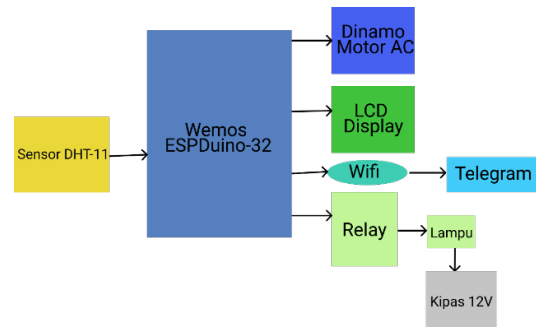 Sensor DHT-11
Wemos
ESPDuino-32
Dinamo
Motor AC
LCD
Display
Wifi
Telegram
Relay
Lampu
Kipas 12V